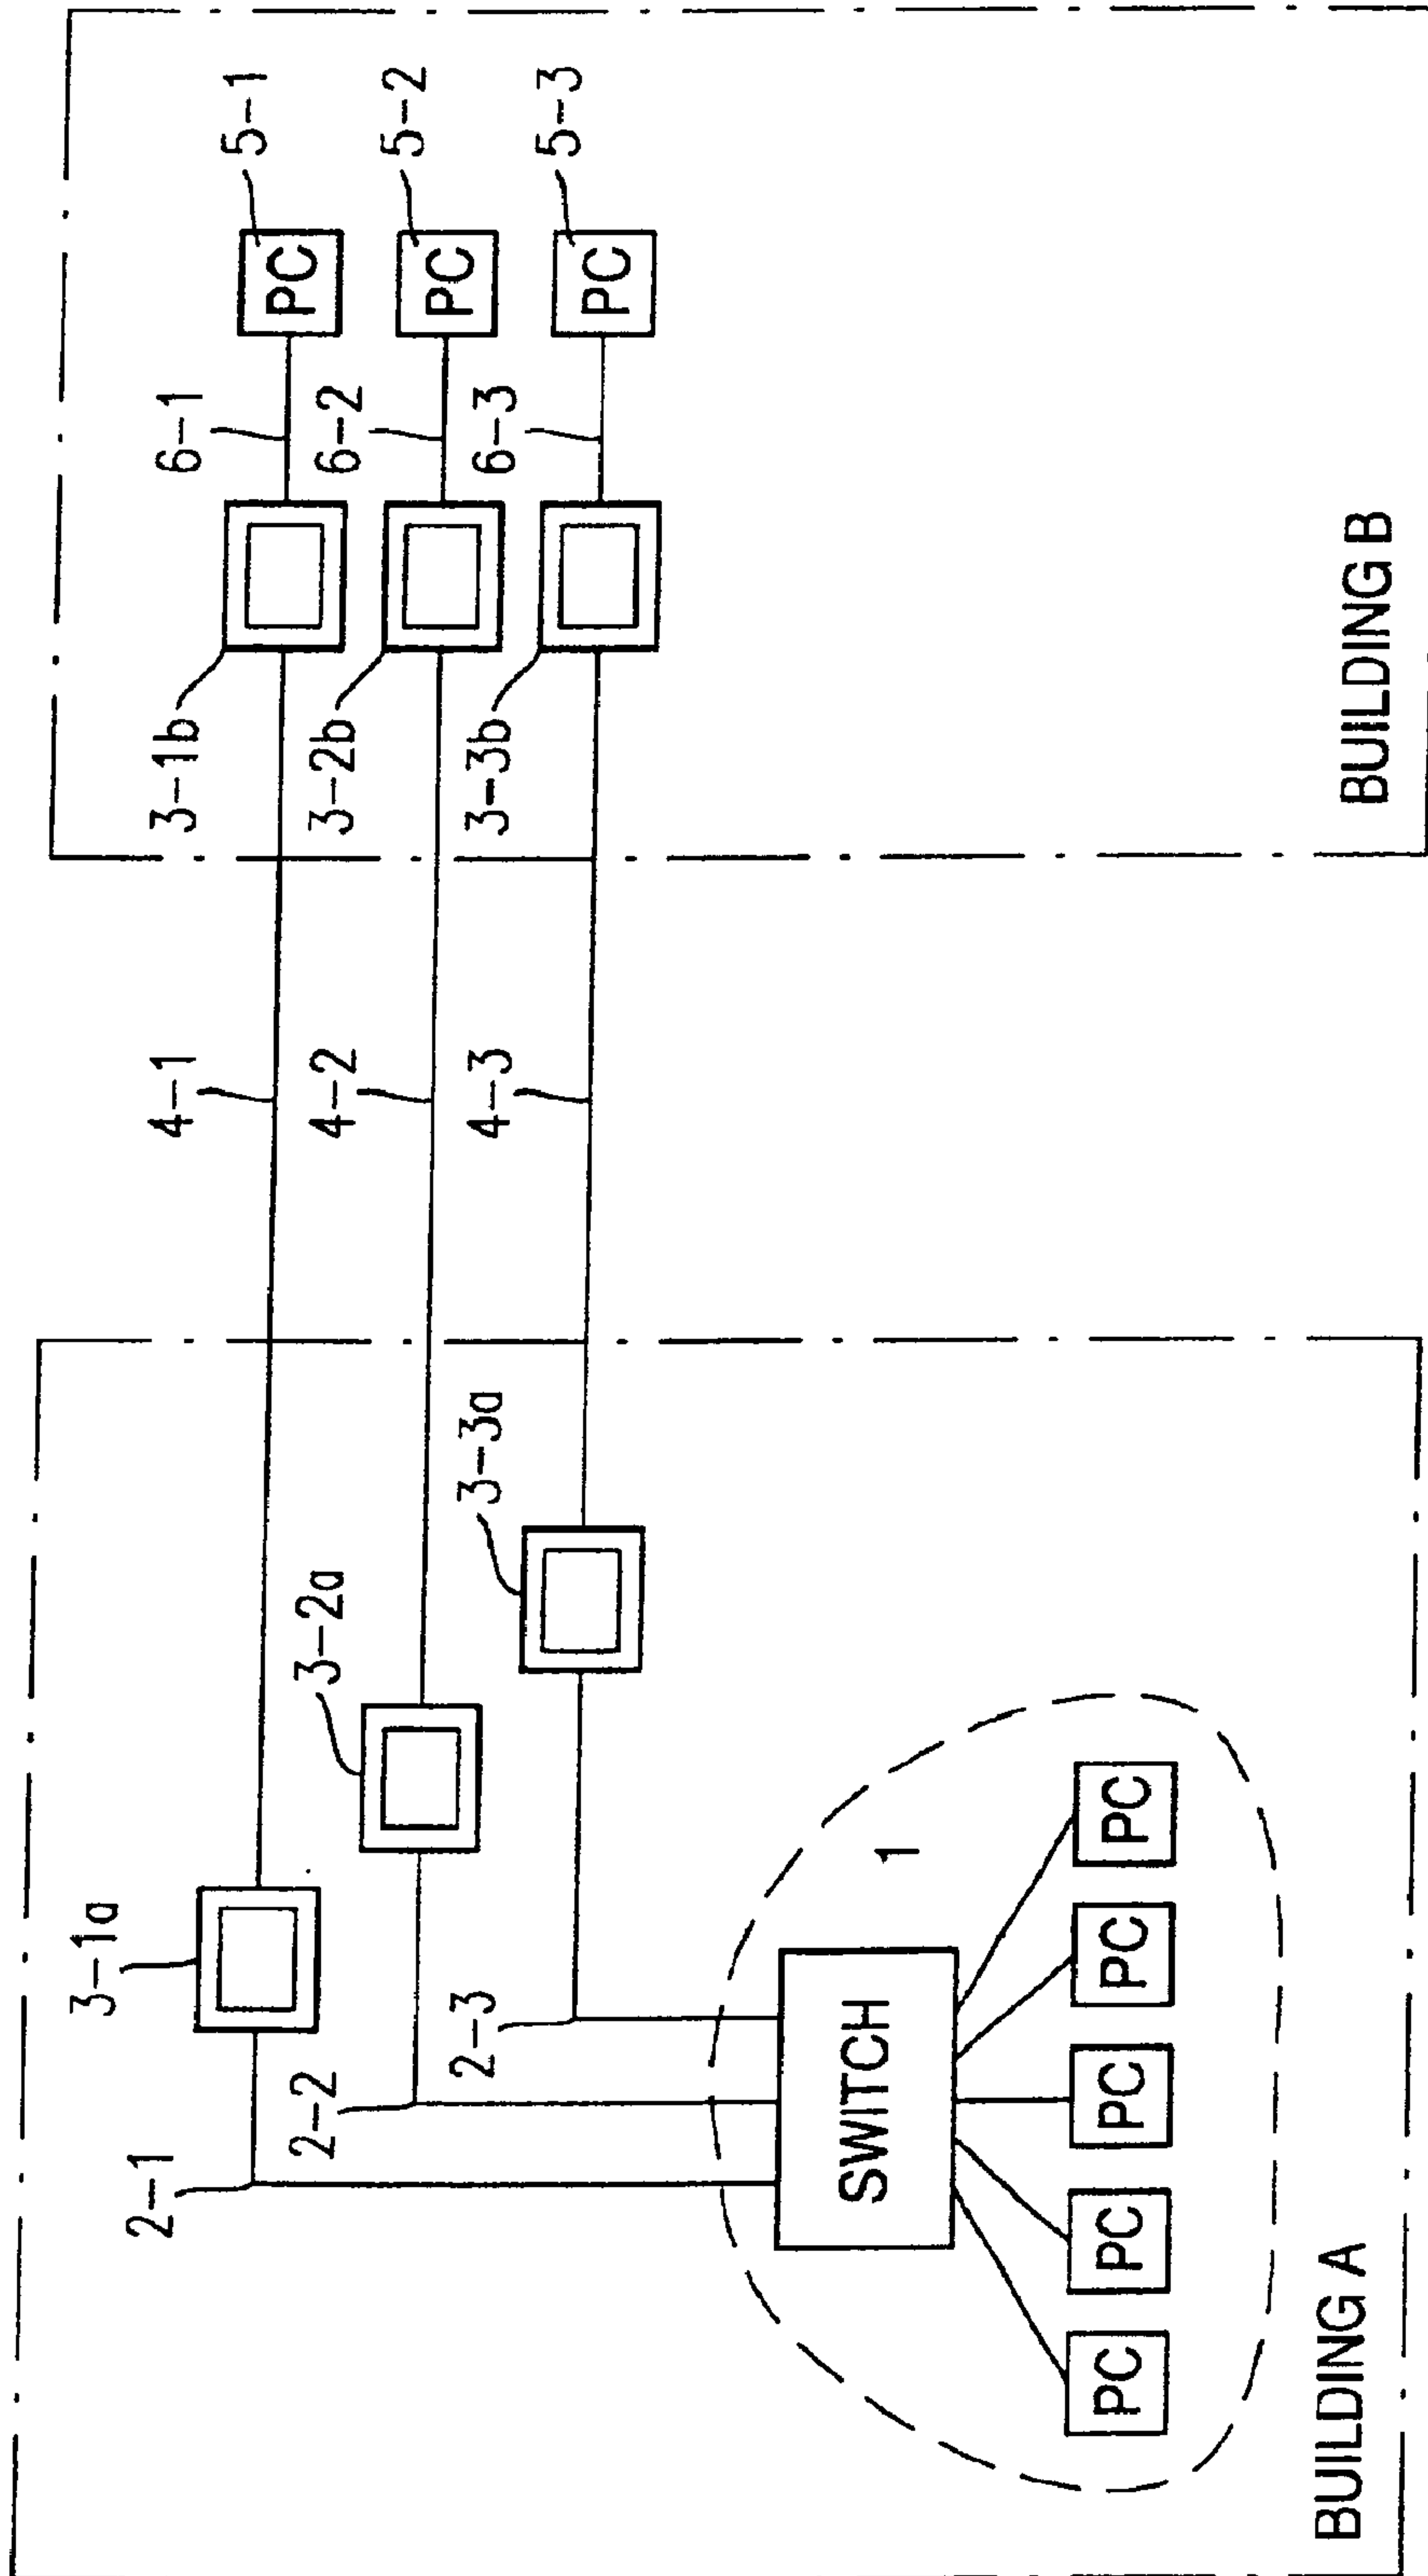 3-1a
2-1
4-1
3-1b
6-1
PC
5-1
3-2a
2-2
4-2
3-2b
6-2
PC
5-2
3-3a
2-3
4-3
3-3b
6-3
PC
5-3
1
SWITCH
PC
PC
PC
PC
PC
BUILDING A
BUILDING B